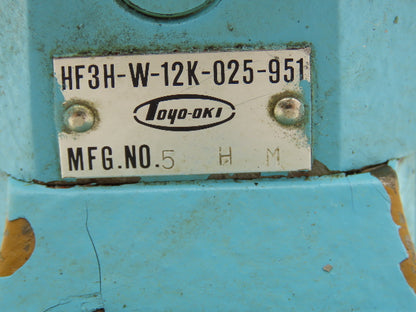 HF3H-W-12K-025-951
TOYO-OKI
MFG.NO. 5 H M